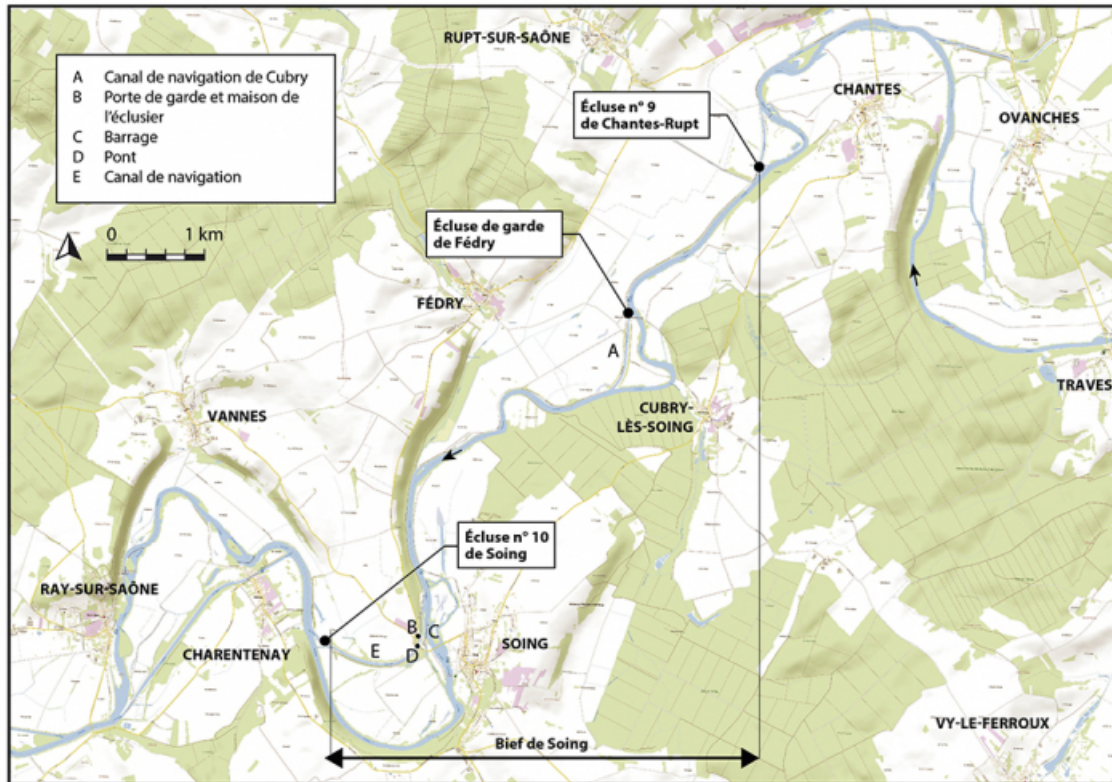 RUPT-SUR-SAÔNE
A Canal de navigation de Cubry
B Porte de garde et maison de
l'éclusier
C Barrage
D Pont
E Canal de navigation
0 1 km
CHANTES
Écluse n° 9
de Chantes-Rupt
OVANCHES
Écluse de garde
de Fédry
FÉDRY
A
TRAVES
VANNES
CUBRY-
LÈS-SOING
Écluse n° 10
de Soing
RAY-SUR-SAÔNE
B
C
SOING
E
D
CHARENTENAY
VY-LE-FERROUX
Bief de Soing